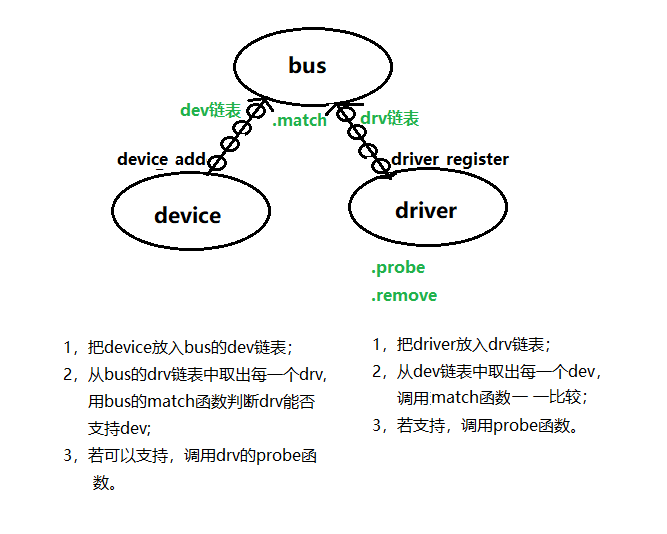 bus
dev链表
.match
drv链表
device_add
driver_register
device
driver
.probe
.remove
1，把device放入bus的dev链表；
2，从bus的drv链表中取出每一个drv,
用bus的match函数判断drv能否
支持dev;
3，若可以支持，调用drv的probe函
数。
1，把driver放入drv链表；
2，从dev链表中取出每一个dev，
调用match函数一 一比较；
3，若支持，调用probe函数。